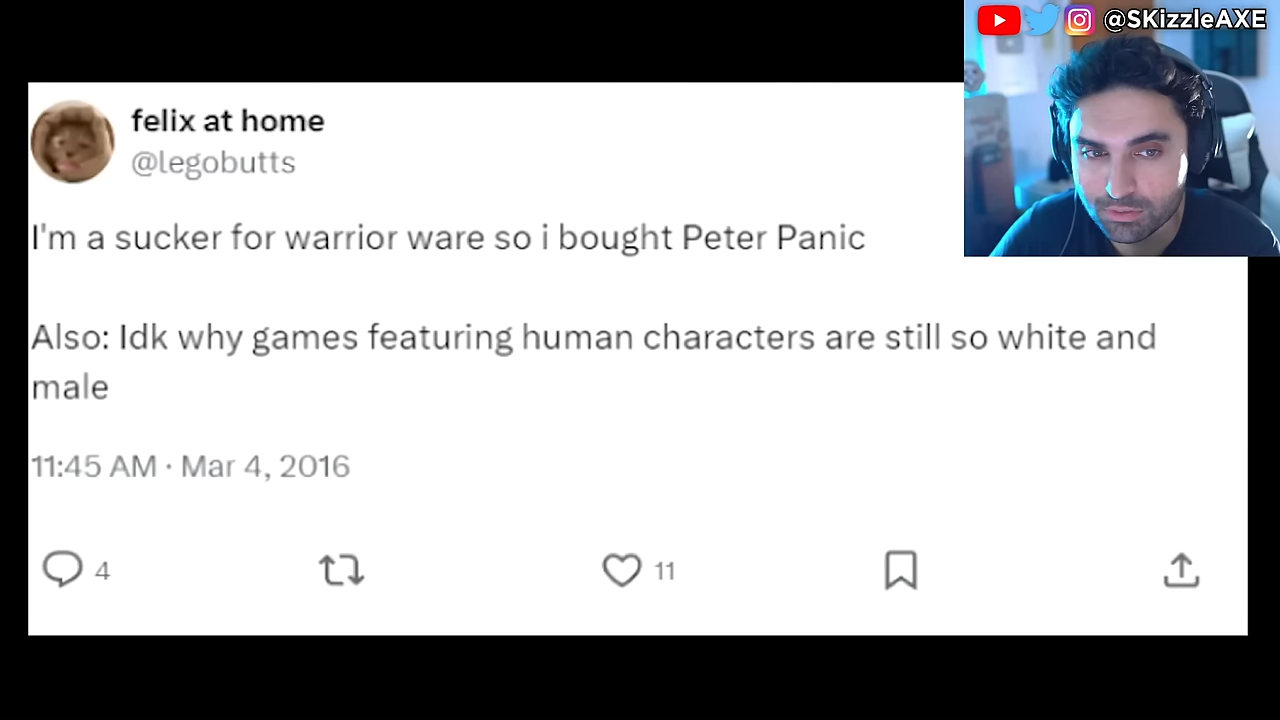 @SKizzleAXE
felix at home
@legobutts
I'm a sucker for warrior ware so i bought Peter Panic
Also: Idk why games featuring human characters are still so white and
male
11:45 AM · Mar 4, 2016
4
11